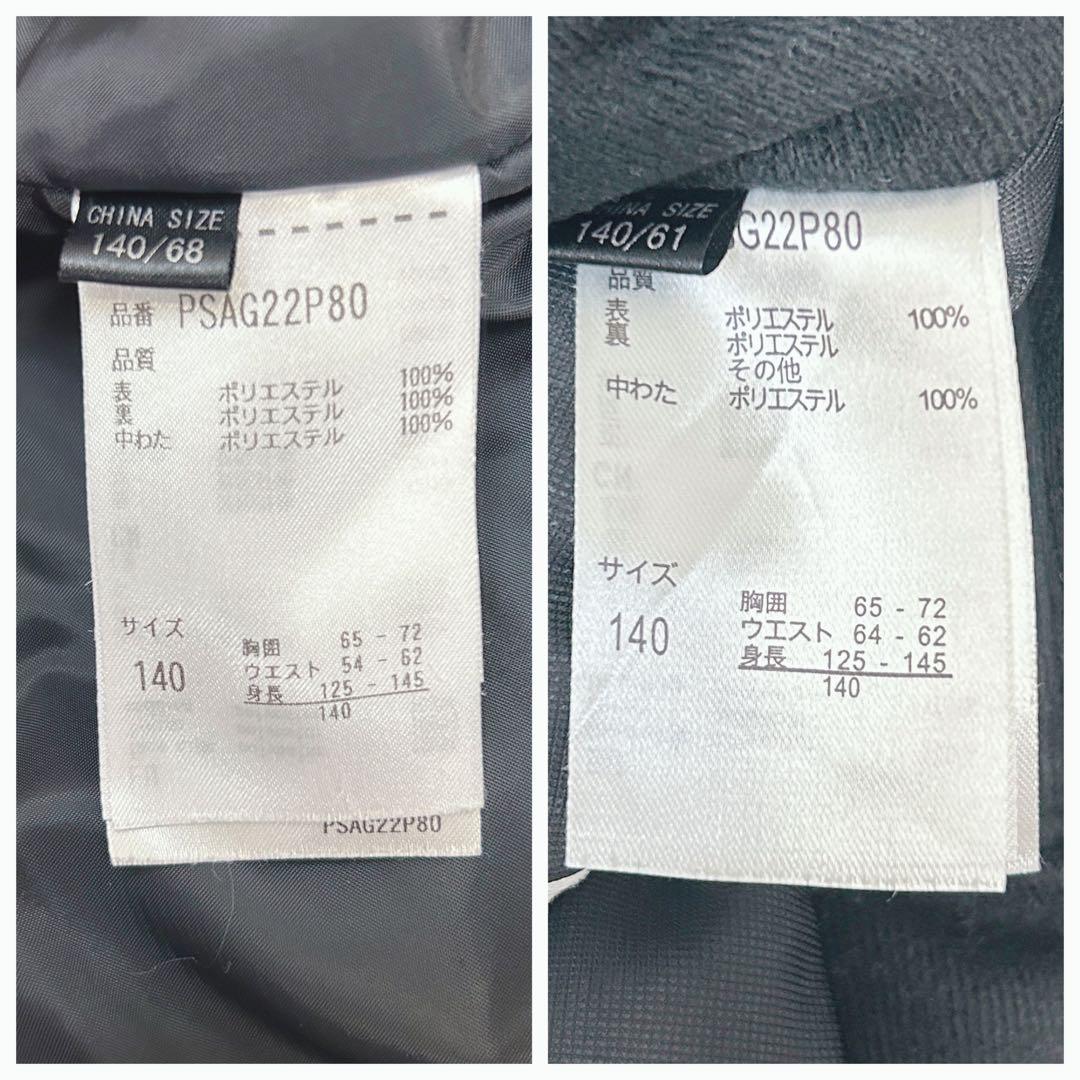 CHINA SIZE
140/68
品番 PSAG22P80
品質
表 ポリエステル 100%
裏 ポリエステル 100%
中わた ポリエステル 100%
サイズ
140
胸囲 65 - 72
ウエスト 54 - 62
身長 125 - 145
140
PSAG22P80
SIZE
140/61
G22P80
品質
表 ポリエステル 100%
裏 ポリエステル
その他
中わた ポリエステル 100%
サイズ
140
胸囲 65 - 72
ウエスト 64 - 62
身長 125 - 145
140